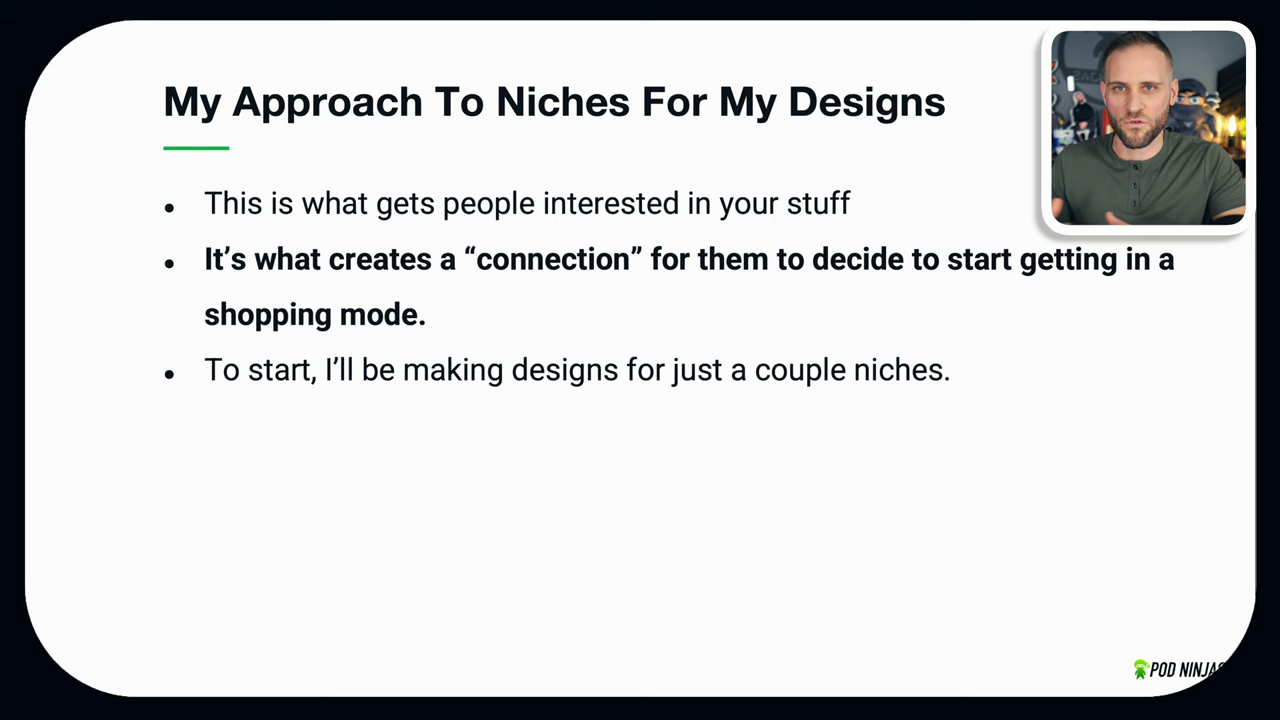 My Approach To Niches For My Designs
• This is what gets people interested in your stuff
• It’s what creates a “connection” for them to decide to start getting in a
shopping mode.
• To start, I’ll be making designs for just a couple niches.
POD NINJAS